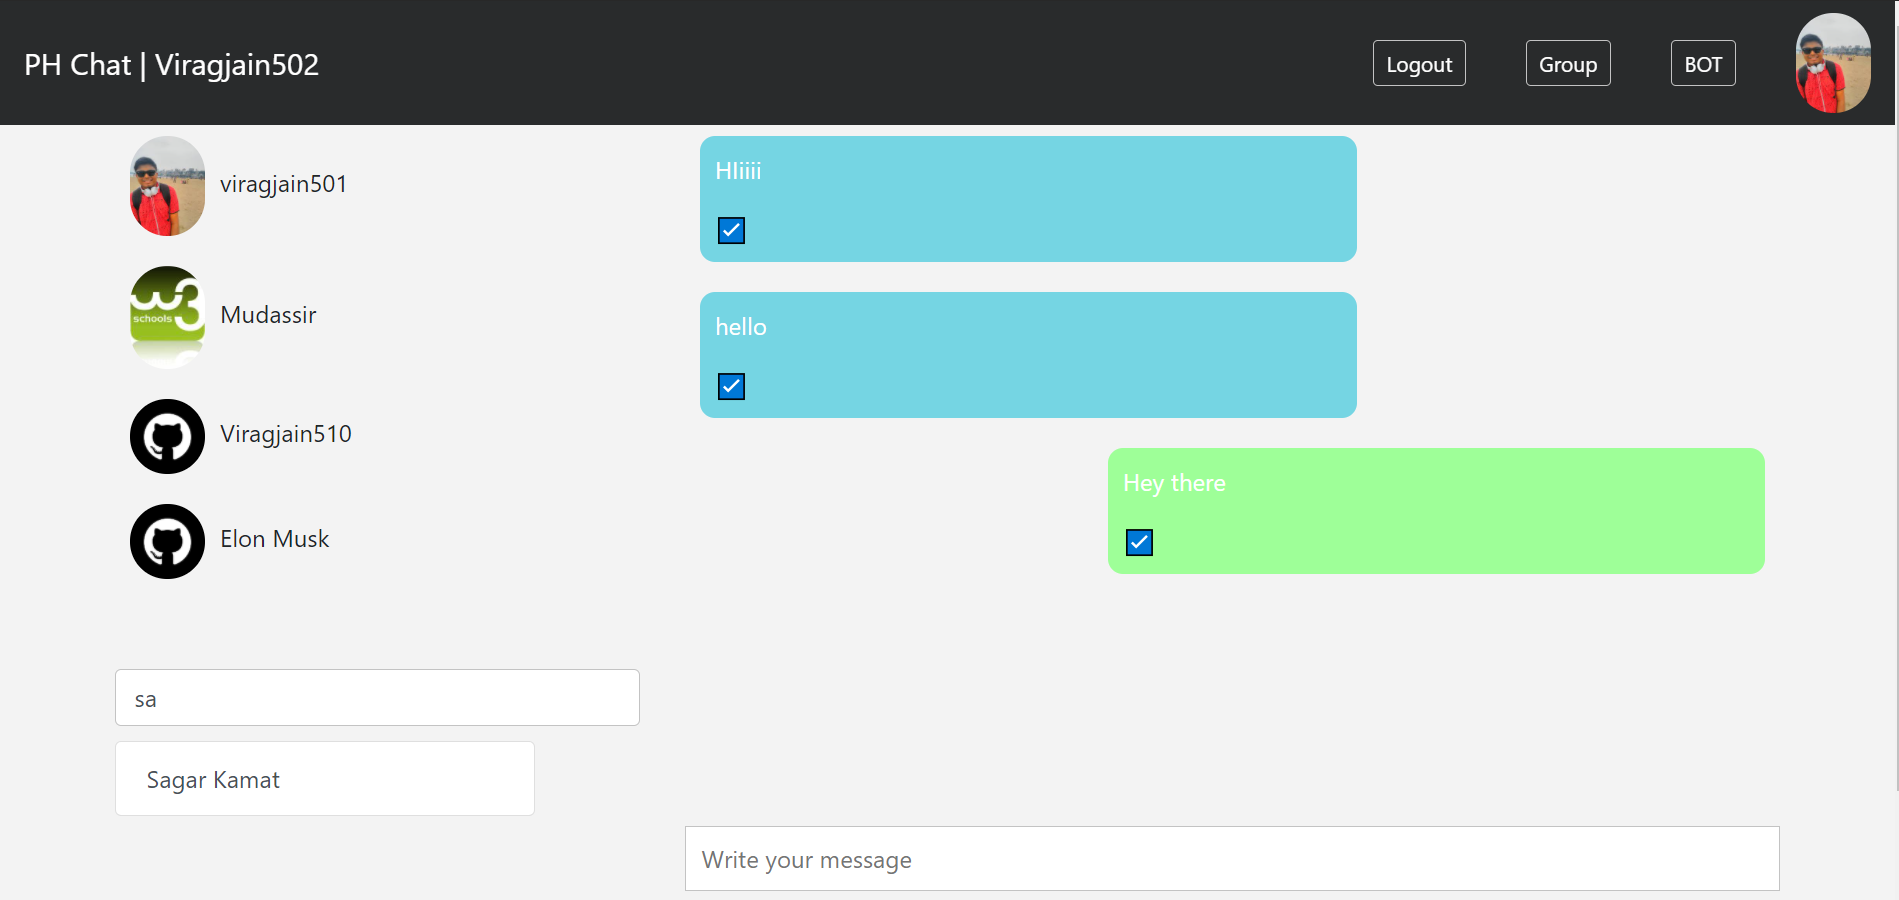 PH Chat | Viragjain502
Logout
Group
BOT
viragjain501
w3
schools
Mudassir
Viragjain510
Elon Musk
sa
Sagar Kamat
HIiiii
hello
Hey there
Write your message